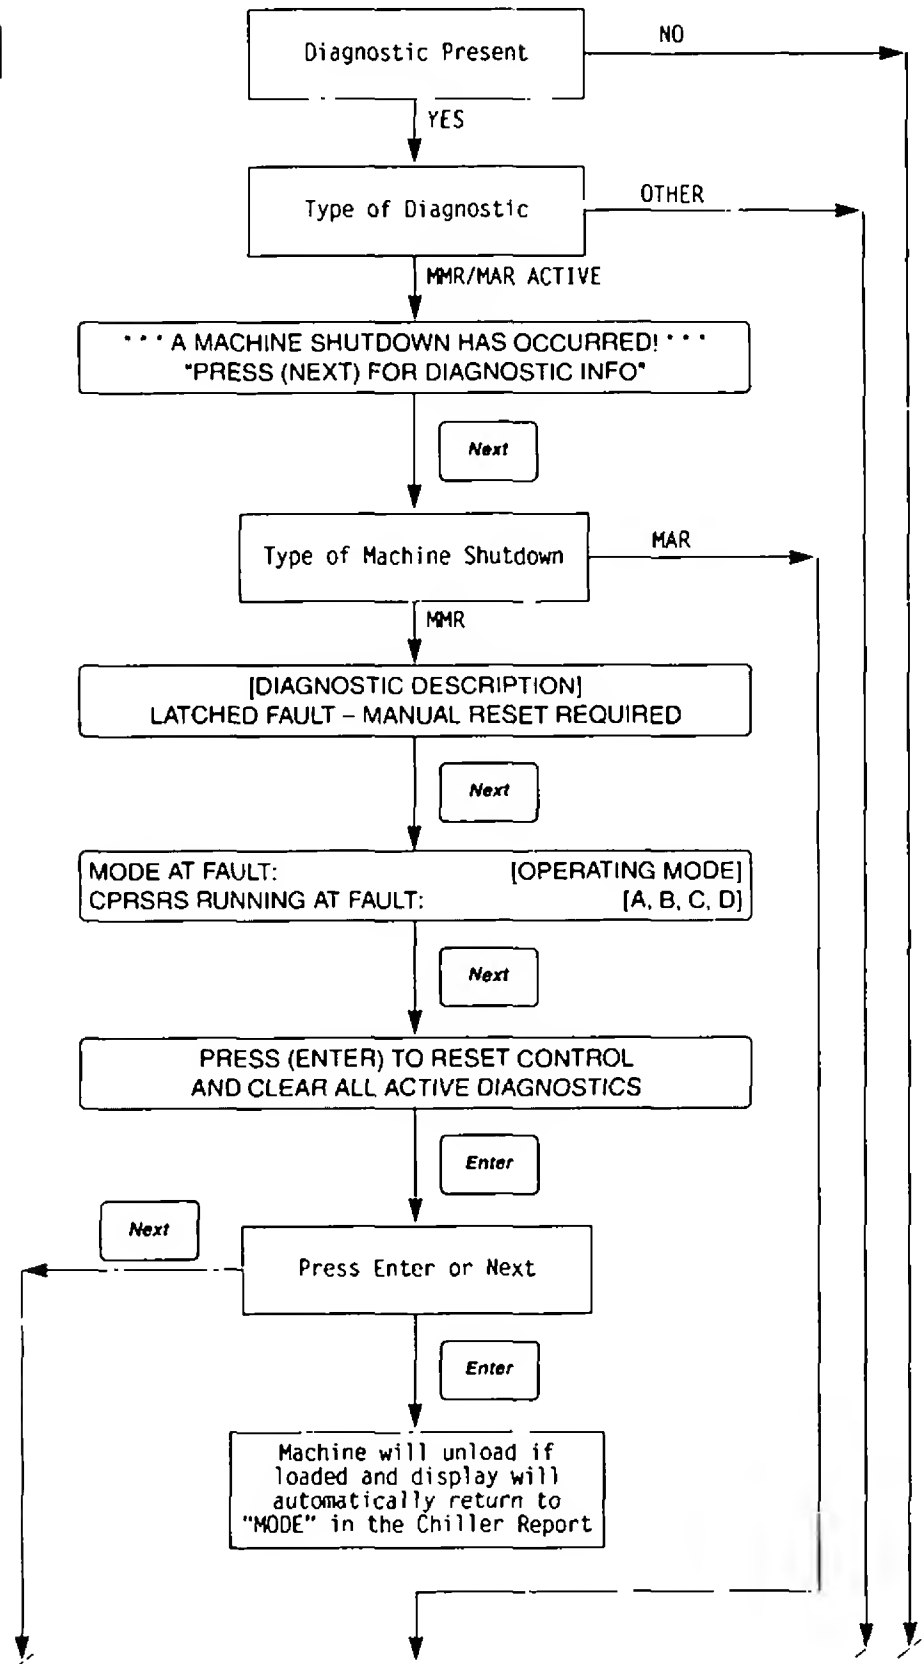 Diagnostic Present
NO
YES
Type of Diagnostic
OTHER
MMR/MAR ACTIVE
* * * A MACHINE SHUTDOWN HAS OCCURRED! * * *
"PRESS (NEXT) FOR DIAGNOSTIC INFO"
Next
Type of Machine Shutdown
MAR
MMR
[DIAGNOSTIC DESCRIPTION]
LATCHED FAULT – MANUAL RESET REQUIRED
Next
MODE AT FAULT: [OPERATING MODE]
CPRSRS RUNNING AT FAULT: [A, B, C, D]
Next
PRESS (ENTER) TO RESET CONTROL
AND CLEAR ALL ACTIVE DIAGNOSTICS
Enter
Next
Press Enter or Next
Enter
Machine will unload if
loaded and display will
automatically return to
"MODE" in the Chiller Report